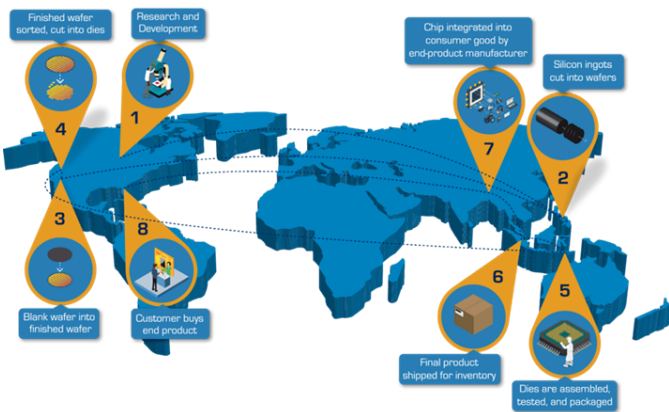 Finished wafer
sorted, cut into dies
4
Research and
Development
1
Chip integrated into
consumer good by
end-product manufacturer
7
Silicon ingots
cut into wafers
2
3
Blank wafer into
finished wafer
8
Customer buys
end product
6
Final product
shipped for inventory
5
Dies are assembled,
tested, and packaged